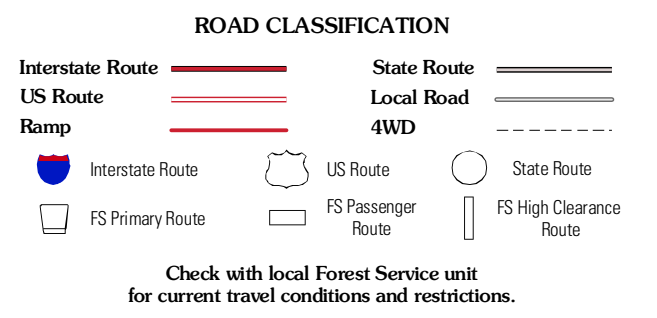 ROAD CLASSIFICATION
Interstate Route
State Route
US Route
Local Road
Ramp
4WD
Interstate Route
US Route
State Route
FS Primary Route
FS Passenger
Route
FS High Clearance
Route
Check with local Forest Service unit
for current travel conditions and restrictions.